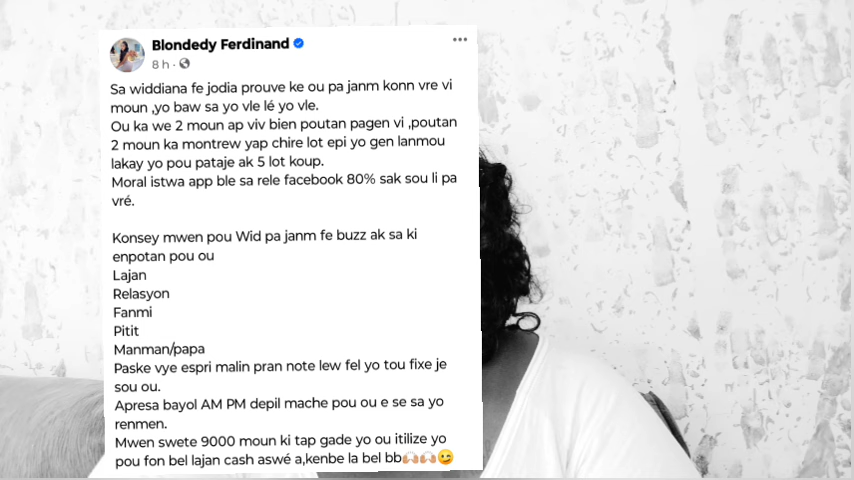 Blondedy Ferdinand
8 h ·
Sa widdiana fe jodia prouve ke ou pa janm konn vre vi
moun ,yo baw sa yo vle lé yo vle.
Ou ka we 2 moun ap viv bien poutan pagen vi ,poutan
2 moun ka montrew yap chire lot epi yo gen lanmou
lakay yo pou pataje ak 5 lot koup.
Moral istwa app ble sa rele facebook 80% sak sou li pa
vré.
Konsey mwen pou Wid pa janm fe buzz ak sa ki
enpotan pou ou
Lajan
Relasyon
Fanmi
Pitit
Manman/papa
Paske vye espri malin pran note lew fel yo tou fixe je
sou ou.
Apresa bayol AM PM depil mache pou ou e se sa yo
renmen.
Mwen swete 9000 moun ki tap gade yo ou itilize yo
pou fon bel lajan cash aswé a,kenbe la bel bb🙌🏼🙌🏼😉